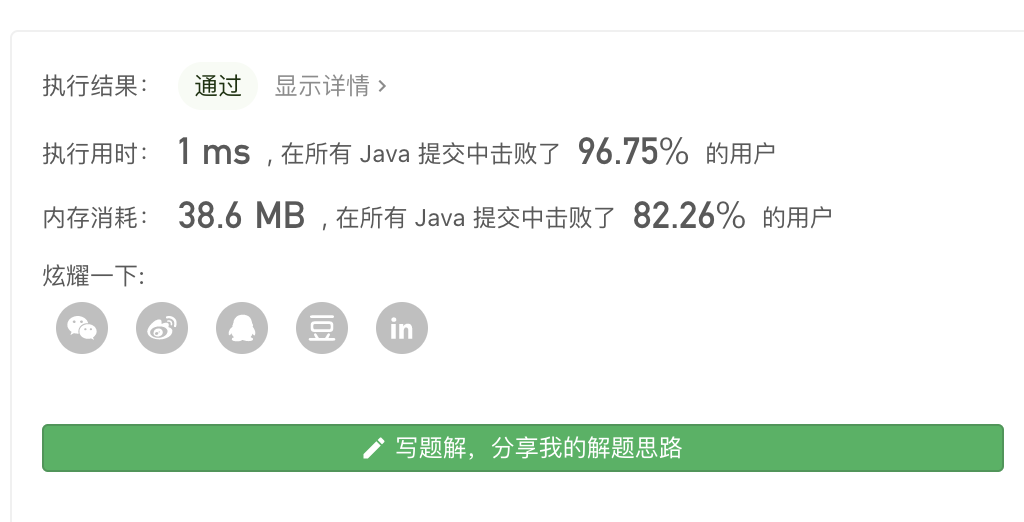 执行结果： 通过 显示详情 >
执行用时： 1 ms , 在所有 Java 提交中击败了 96.75% 的用户
内存消耗： 38.6 MB , 在所有 Java 提交中击败了 82.26% 的用户
炫耀一下:
豆 in
写题解，分享我的解题思路